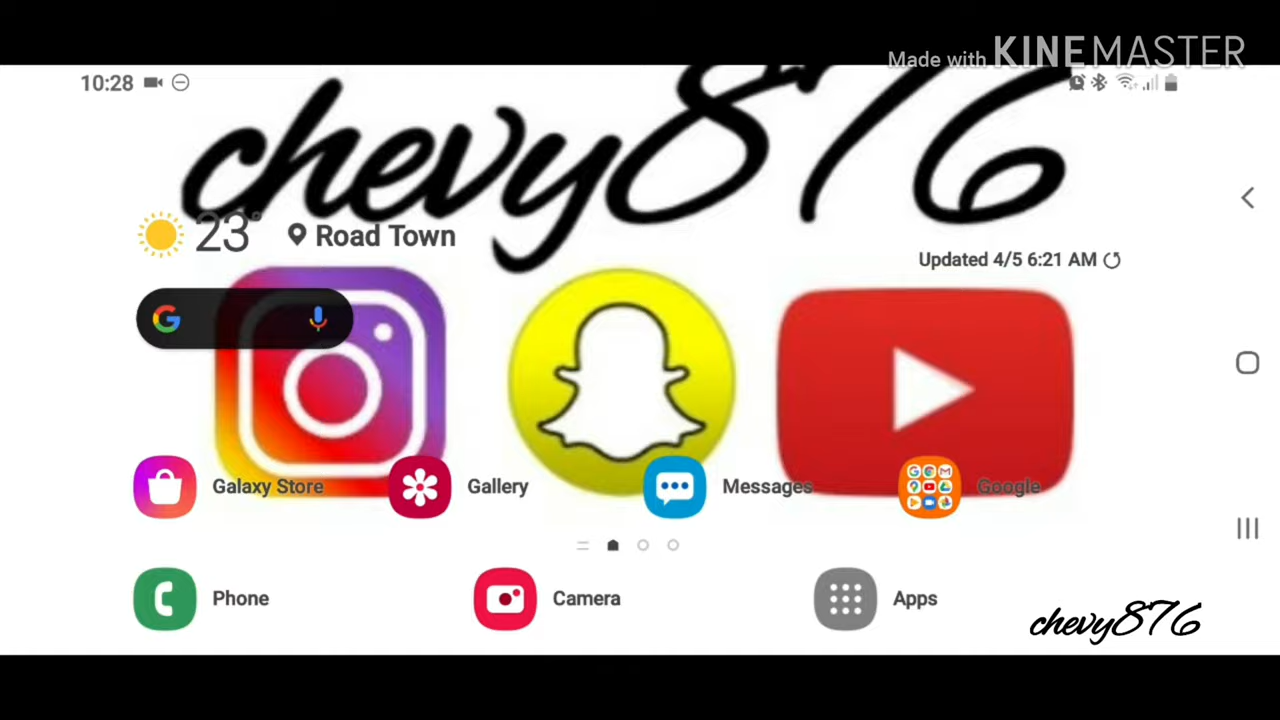 Made with KINEMASTER
10:28
chevy876
23° Road Town
Updated 4/5 6:21 AM
Galaxy Store
Gallery
Messages
Google
Phone
Camera
Apps
chevy876